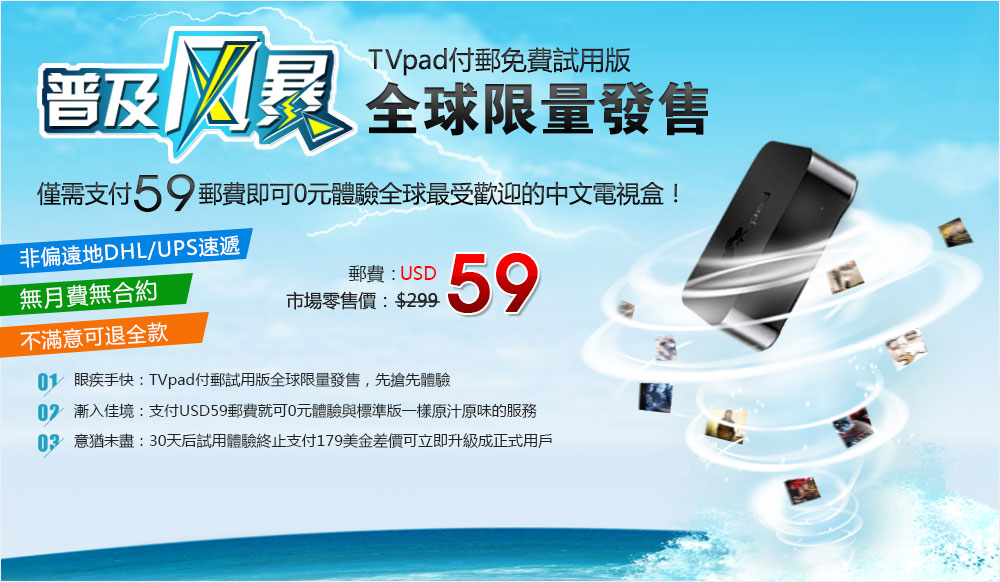 普及风暴
TVpad付郵免費試用版
全球限量發售
僅需支付59郵費即可0元體驗全球最受歡迎的中文電視盒！
非偏遠地DHL/UPS速遞
無月費無合約
不滿意可退全款
郵費：USD 59
市場零售價：$299
01 眼疾手快：TVpad付郵試用版全球限量發售，先搶先體驗
02 漸入佳境：支付USD59郵費就可0元體驗與標準版一樣原汁原味的服務
03 意猶未盡：30天后試用體驗終止支付179美金差價可立即升級成正式用戶